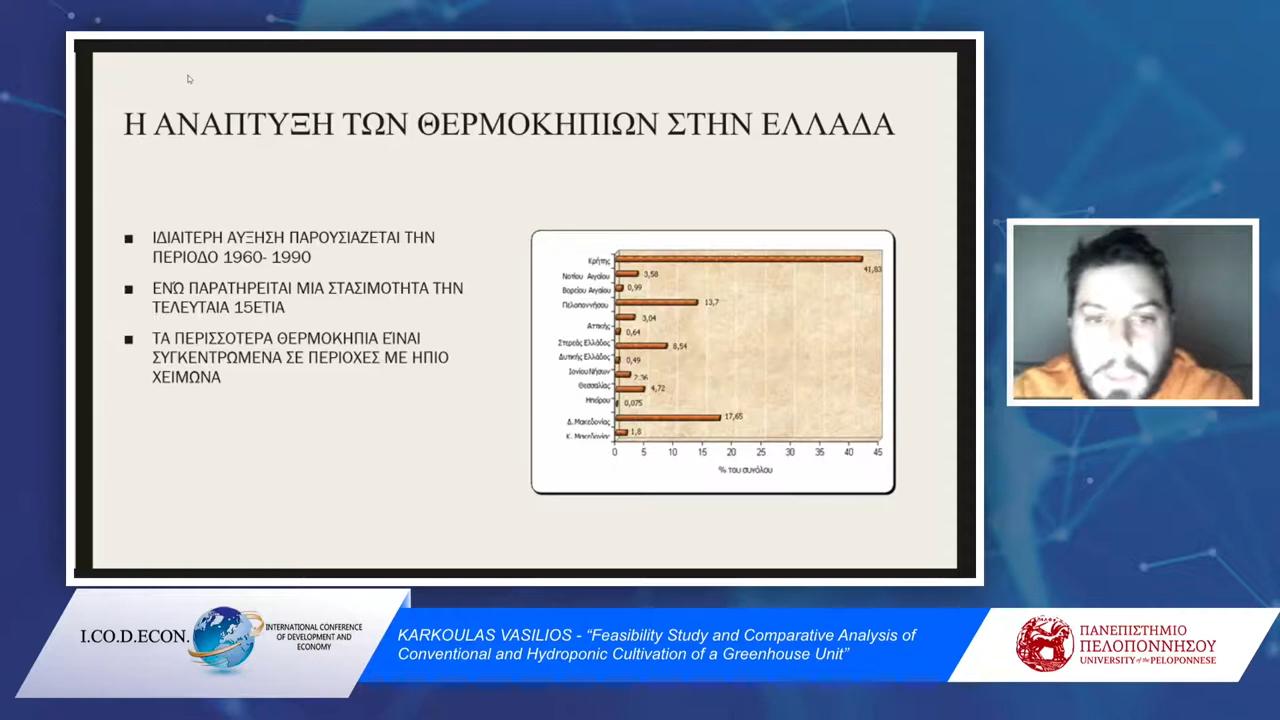 Η ΑΝΑΠΤΥΞΗ ΤΩΝ ΘΕΡΜΟΚΗΠΙΩΝ ΣΤΗΝ ΕΛΛΑΔΑ
■ ΙΔΙΑΙΤΕΡΗ ΑΥΞΗΣΗ ΠΑΡΟΥΣΙΑΖΕΤΑΙ ΤΗΝ
ΠΕΡΙΟΔΟ 1960- 1990
■ ΕΝΩ ΠΑΡΑΤΗΡΕΙΤΑΙ ΜΙΑ ΣΤΑΣΙΜΟΤΗΤΑ ΤΗΝ
ΤΕΛΕΥΤΑΙΑ 15ΕΤΙΑ
■ ΤΑ ΠΕΡΙΣΣΟΤΕΡΑ ΘΕΡΜΟΚΗΠΙΑ ΕΊΝΑΙ
ΣΥΓΚΕΝΤΡΩΜΕΝΑ ΣΕ ΠΕΡΙΟΧΕΣ ΜΕ ΗΠΙΟ
ΧΕΙΜΩΝΑ
Κρήτης 41,83
Νοτίου Αιγαίου 3,58
Βορείου Αιγαίου 0,99
Πελοποννήσου 13,7
3,04
Αττικής 0,64
Στερεάς Ελλάδος 8,54
Δυτικής Ελλάδος 0,49
Ιονίου Νήσων 2,36
Θεσσαλίας 4,72
Ηπείρου 0,075
Δ. Μακεδονίας 17,65
Κ. Μακεδονίας 1,8
0 5 10 15 20 25 30 35 40 45
% του συνόλου
I.CO.D.ECON.
INTERNATIONAL CONFERENCE
OF DEVELOPMENT AND
ECONOMY
KARKOULAS VASILIOS - “Feasibility Study and Comparative Analysis of
Conventional and Hydroponic Cultivation of a Greenhouse Unit”
ΠΑΝΕΠΙΣΤΗΜΙΟ
ΠΕΛΟΠΟΝΝΗΣΟΥ
UNIVERSITY of the PELOPONNESE